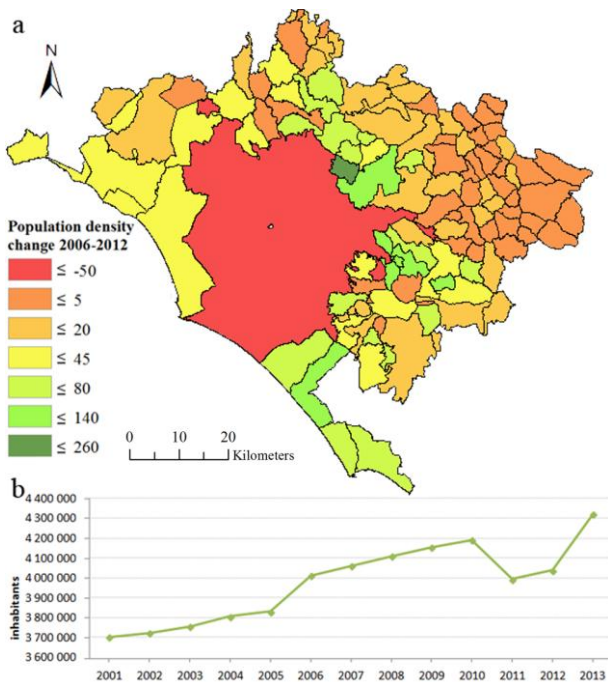 a
N
Population density
change 2006-2012
≤ -50
≤ 5
≤ 20
≤ 45
≤ 80
≤ 140
≤ 260
0 5 10 20
Kilometers
b
4 400 000
4 300 000
4 200 000
4 100 000
4 000 000
3 900 000
3 800 000
3 700 000
3 600 000
inhabitants
2001 2002 2003 2004 2005 2006 2007 2008 2009 2010 2011 2012 2013